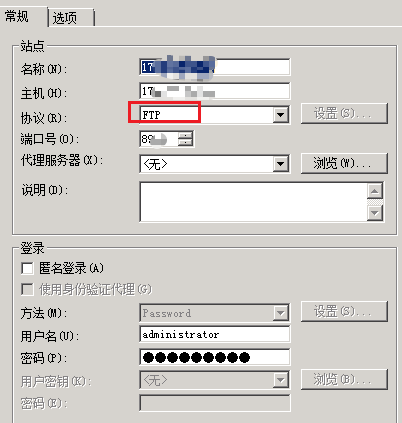 常规 选项
站点
名称(N): 17
主机(H): 17
协议(R): FTP 设置(S)...
端口号(O): 89
代理服务器(X): <无> 浏览(W)...
说明(D):
登录
匿名登录(A)
使用身份验证代理(G)
方法(M): Password 设置(S)...
用户名(U): administrator
密码(P): ●●●●●●●●●
用户密钥(K): <无> 浏览(B)...
密码(E):